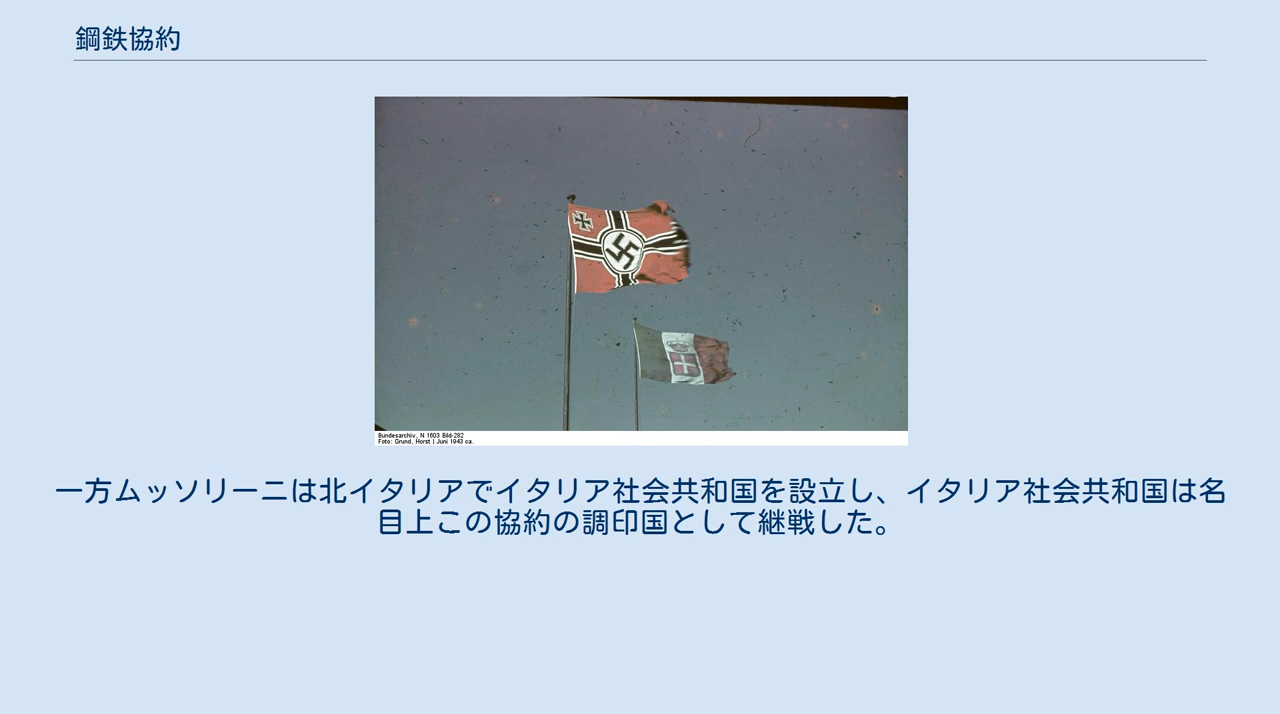 鋼鉄協約
Bundesarchiv, N 1603 Bild-282
Foto: Grund, Horst | Juni 1943 ca.
一方ムッソリーニは北イタリアでイタリア社会共和国を設立し、イタリア社会共和国は名
目上この協約の調印国として継戦した。